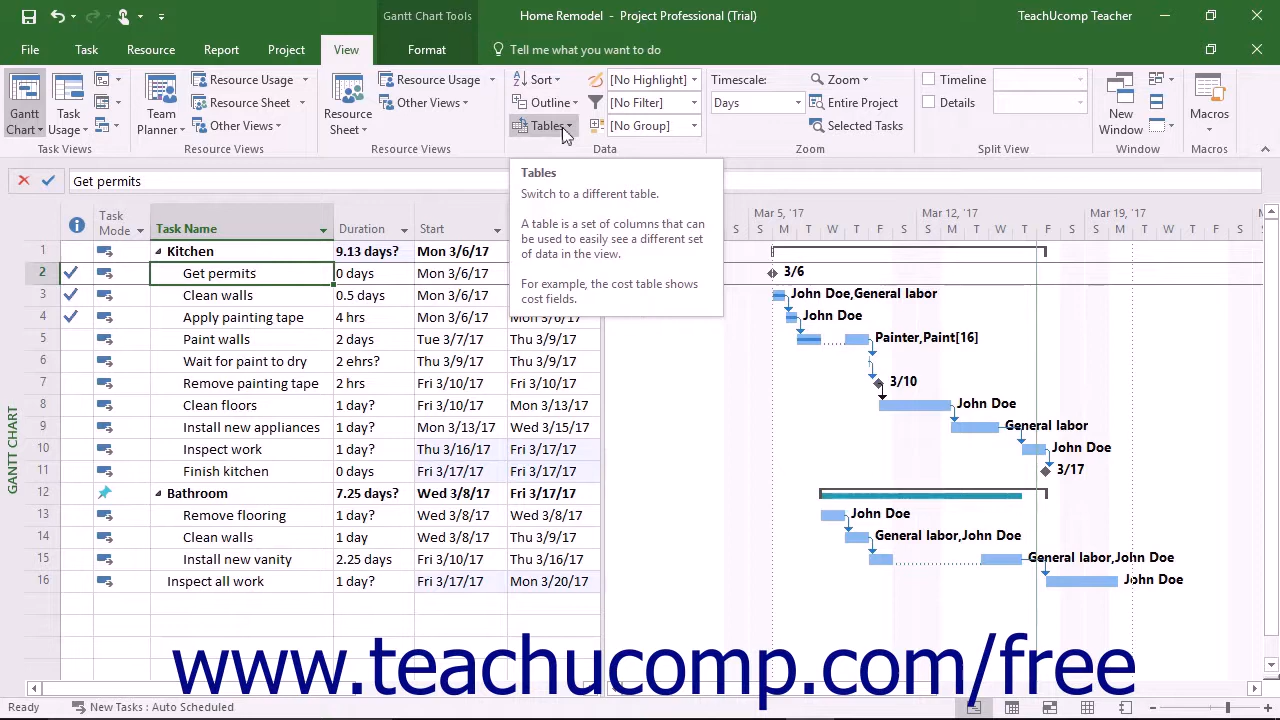 Gantt Chart Tools
Home Remodel - Project Professional (Trial)
TeachUcomp Teacher
File Task Resource Report Project View Format Tell me what you want to do
Gantt Chart
Task Usage
Task Views
Team Planner
Resource Usage
Resource Sheet
Other Views
Resource Views
Resource Sheet
Resource Usage
Other Views
Resource Views
Sort
Outline
Tables
[No Highlight]
[No Filter]
[No Group]
Data
Timescale:
Days
Zoom
Entire Project
Selected Tasks
Zoom
Timeline
Details
Split View
New Window
Window
Macros
Macros
Get permits
Tables
Switch to a different table.
A table is a set of columns that can
be used to easily see a different set
of data in the view.
For example, the cost table shows
cost fields.
Task Mode Task Name Duration Start
Mar 5, '17 Mar 12, '17 Mar 19, '17
S M T W T F S S M T W T F S S M T W T F S
1 Kitchen 9.13 days? Mon 3/6/17
2 Get permits 0 days Mon 3/6/17 3/6
3 Clean walls 0.5 days Mon 3/6/17 John Doe,General labor
4 Apply painting tape 4 hrs Mon 3/6/17 Mon 3/6/17 John Doe
5 Paint walls 2 days Tue 3/7/17 Thu 3/9/17 Painter,Paint[16]
6 Wait for paint to dry 2 ehrs? Thu 3/9/17 Thu 3/9/17
7 Remove painting tape 2 hrs Fri 3/10/17 Fri 3/10/17 3/10
8 Clean floors 1 day? Fri 3/10/17 Mon 3/13/17 John Doe
9 Install new appliances 1 day? Mon 3/13/17 Wed 3/15/17 General labor
10 Inspect work 1 day? Thu 3/16/17 Fri 3/17/17 John Doe
11 Finish kitchen 0 days Fri 3/17/17 Fri 3/17/17 3/17
12 Bathroom 7.25 days? Wed 3/8/17 Fri 3/17/17
13 Remove flooring 1 day? Wed 3/8/17 Wed 3/8/17 John Doe
14 Clean walls 1 day Wed 3/8/17 Thu 3/9/17 General labor,John Doe
15 Install new vanity 2.25 days Fri 3/10/17 Thu 3/16/17 General labor,John Doe
16 Inspect all work 1 day? Fri 3/17/17 Mon 3/20/17 John Doe
GANTT CHART
www.teachucomp.com/free
Ready New Tasks : Auto Scheduled